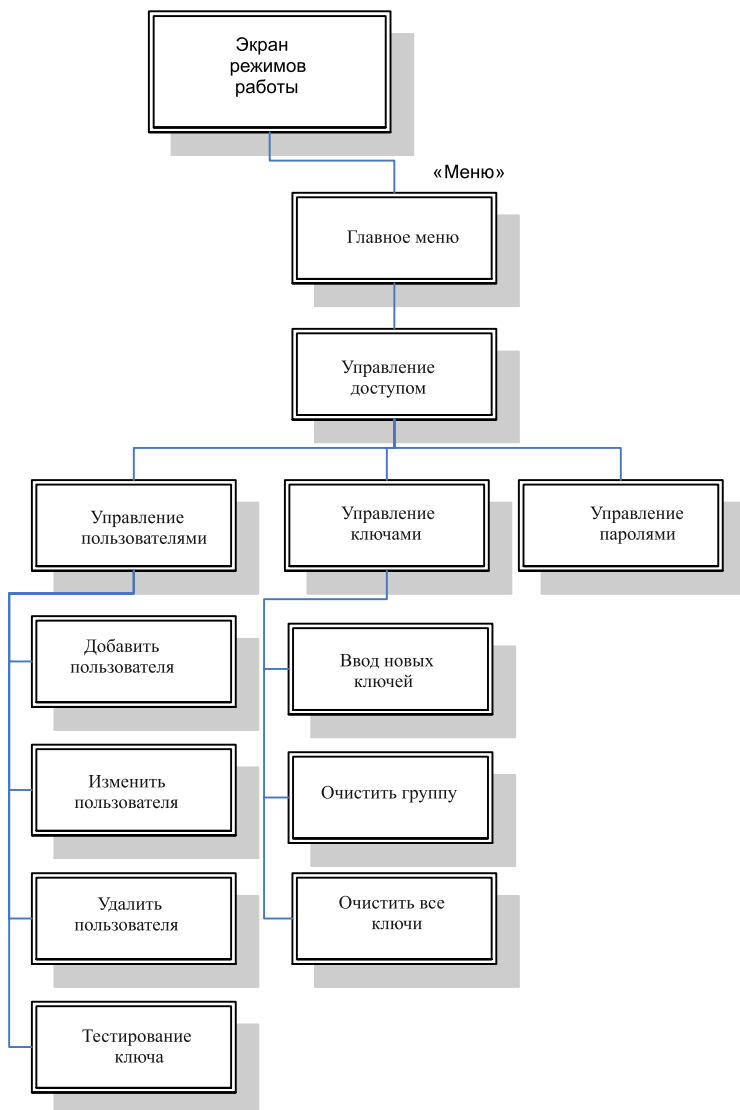 Экран
режимов
работы
«Меню»
Главное меню
Управление
доступом
Управление
пользователями
Управление
ключами
Управление
паролями
Добавить
пользователя
Изменить
пользователя
Удалить
пользователя
Тестирование
ключа
Ввод новых
ключей
Очистить группу
Очистить все
ключи